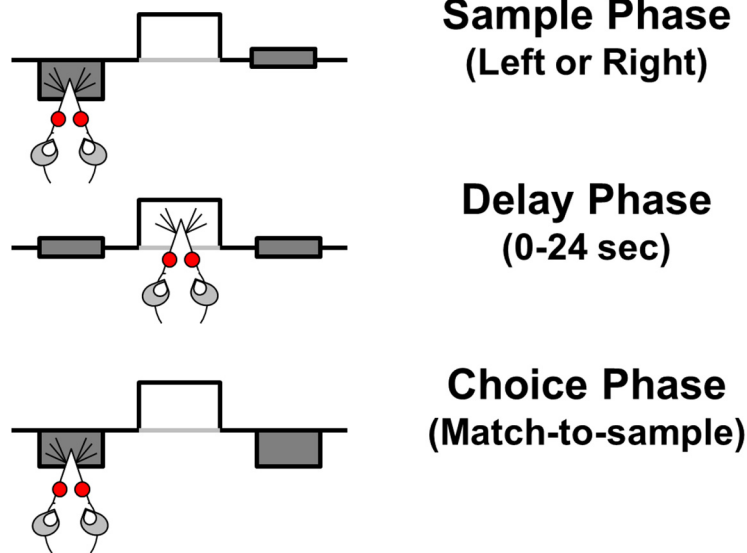 Sample Phase
(Left or Right)
Delay Phase
(0-24 sec)
Choice Phase
(Match-to-sample)